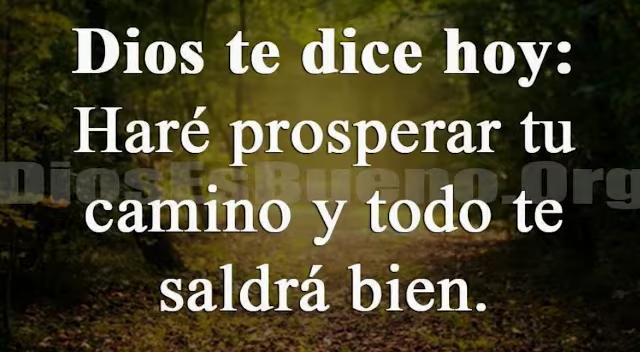 Dios te dice hoy:
Haré prosperar tu
DiosEsBueno.Org
camino y todo te
saldrá bien.